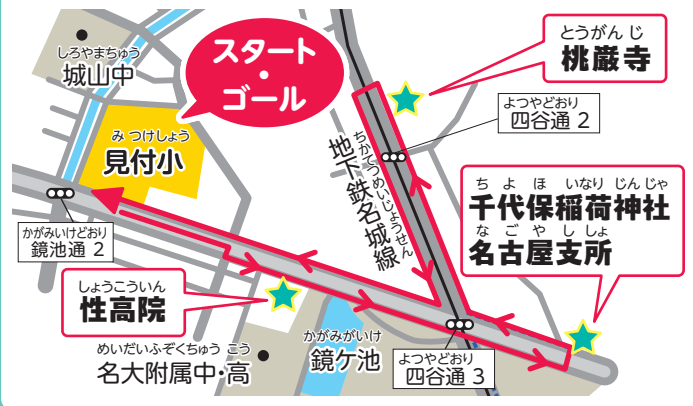 しろやまちゅう
城山中
スタート
・
ゴール
とうがんじ
桃巌寺
よつやどおり
四谷通2
みつけしょう
見付小
ちかてつめいじょうせん
地下鉄名城線
ちよほいなりじんじゃ
千代保稲荷神社
なごやししょ
名古屋支所
かがみいけどおり
鏡池通2
しょうこういん
性高院
めいだいふぞくちゅうこう
名大附属中・高
かがみがいけ
鏡ケ池
よつやどおり
四谷通3